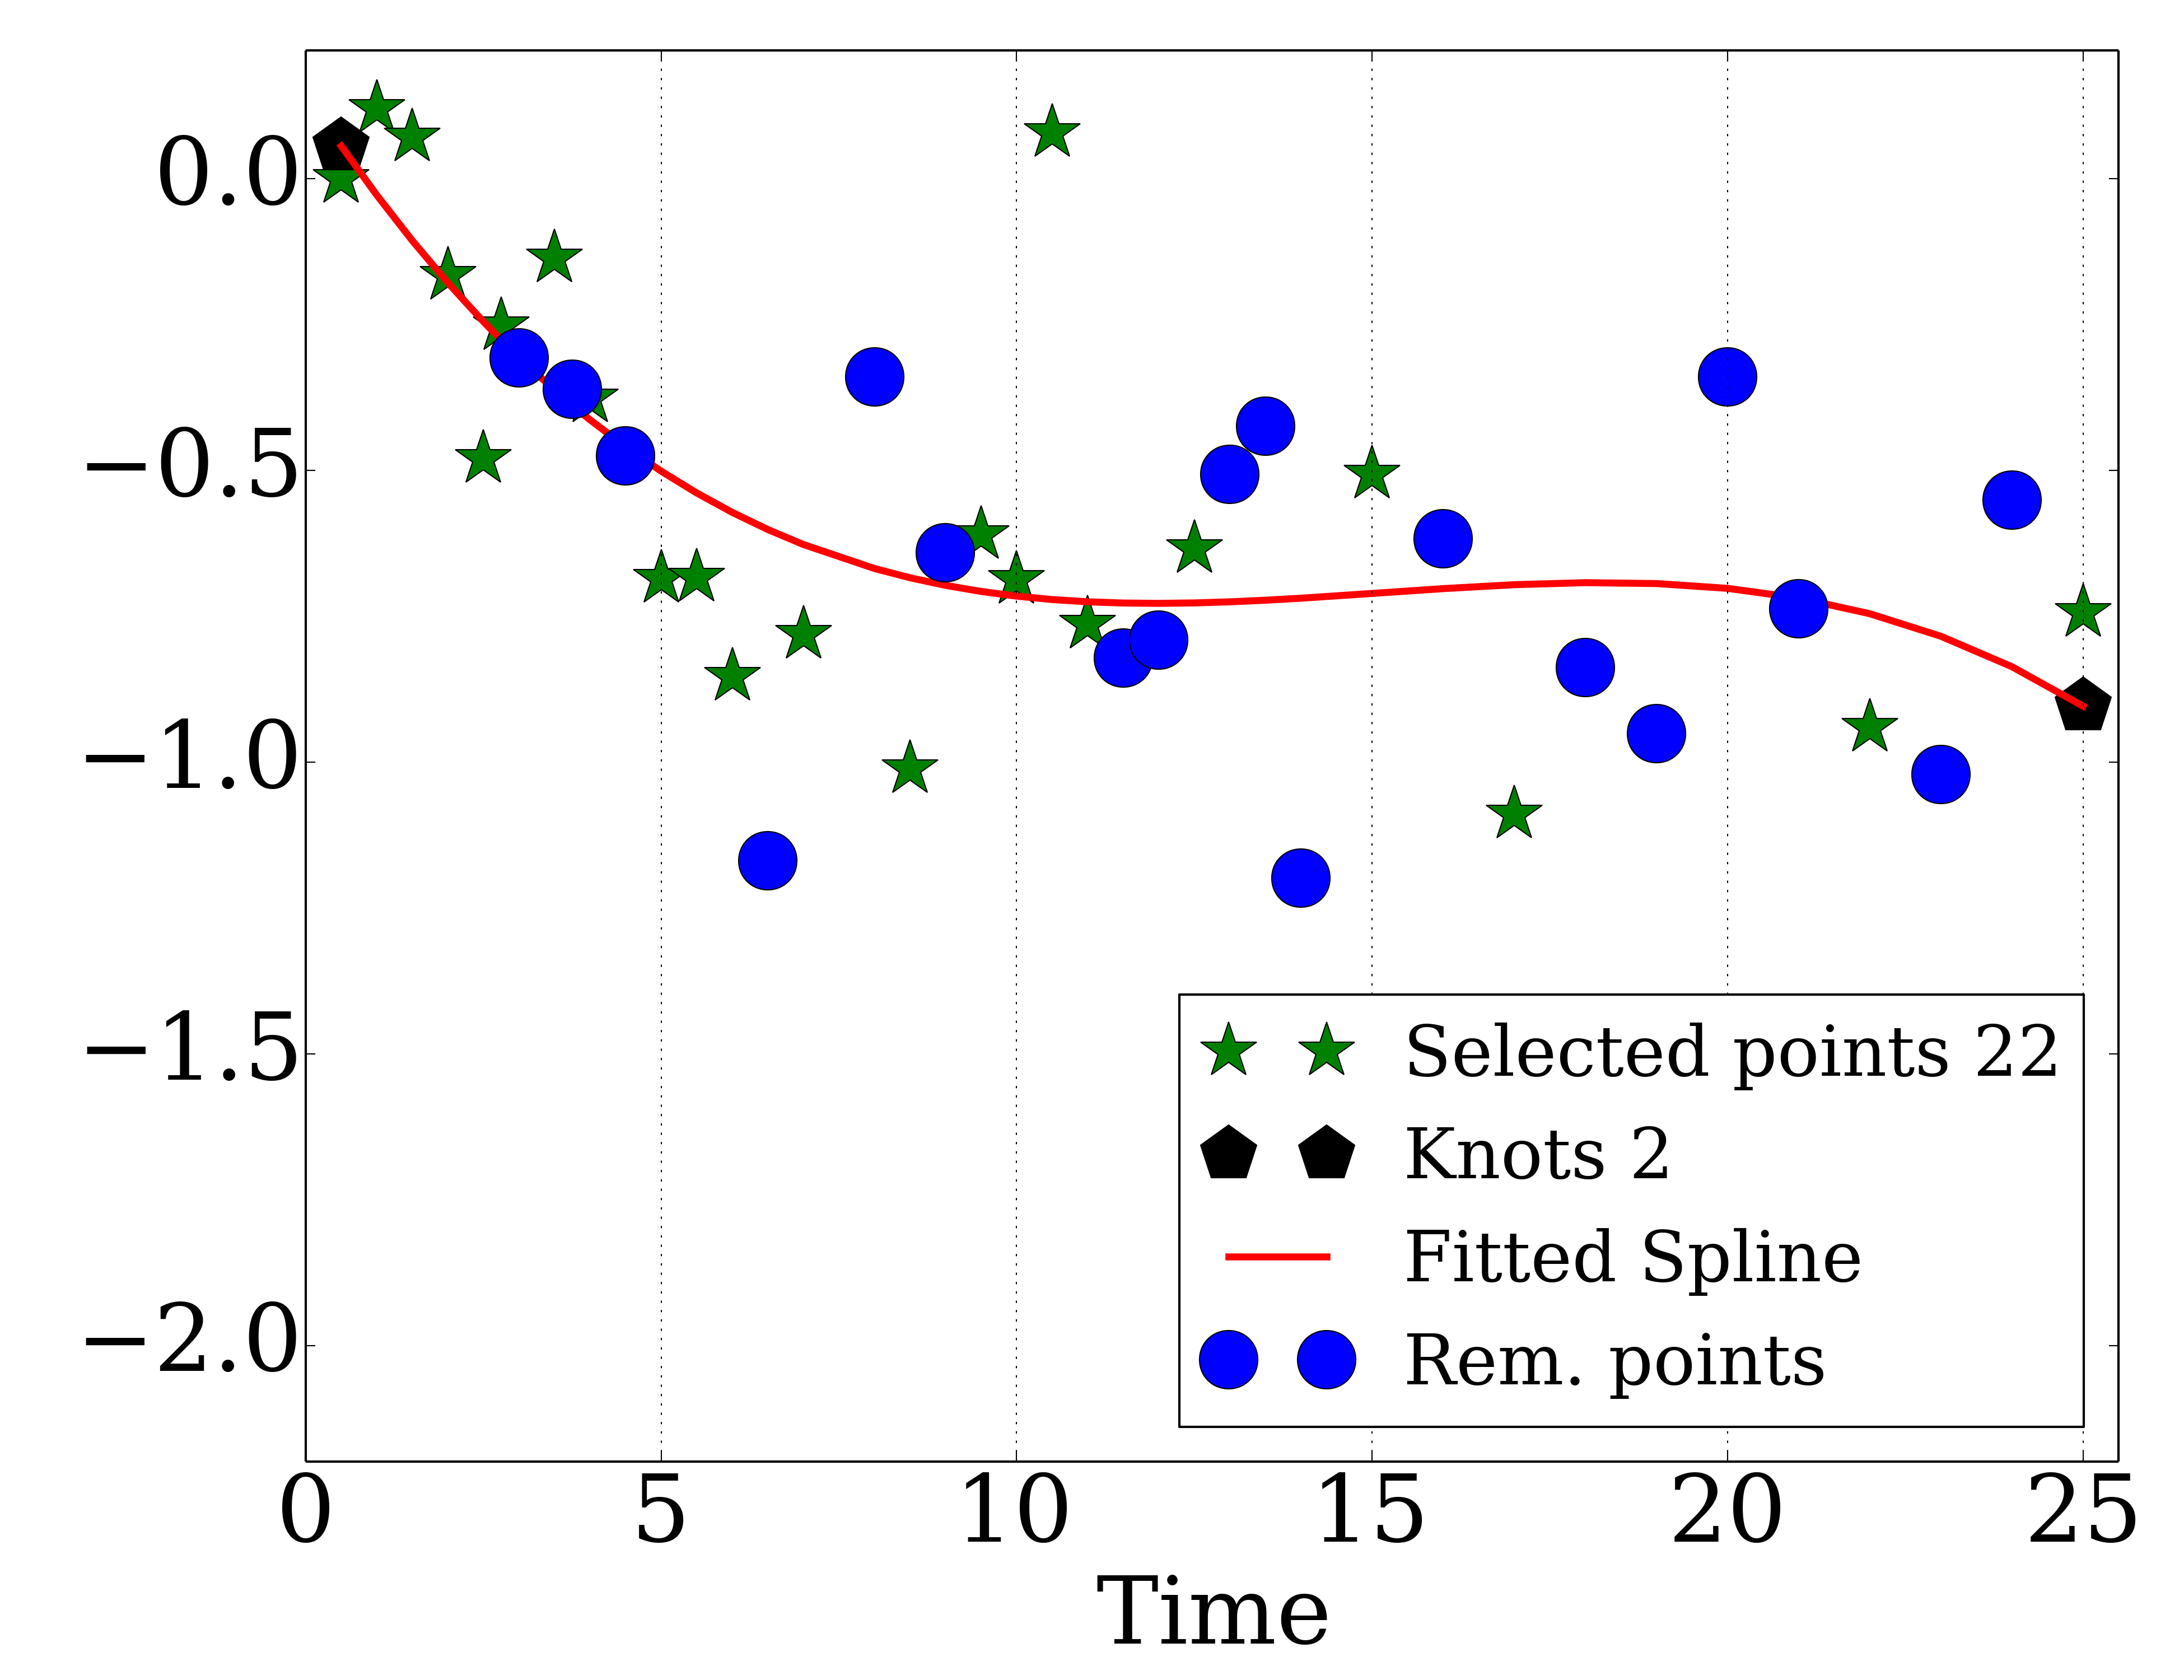 0.0
−0.5
−1.0
−1.5
−2.0
Selected points 22
Knots 2
Fitted Spline
Rem. points
0 5 10 15 20 25
Time